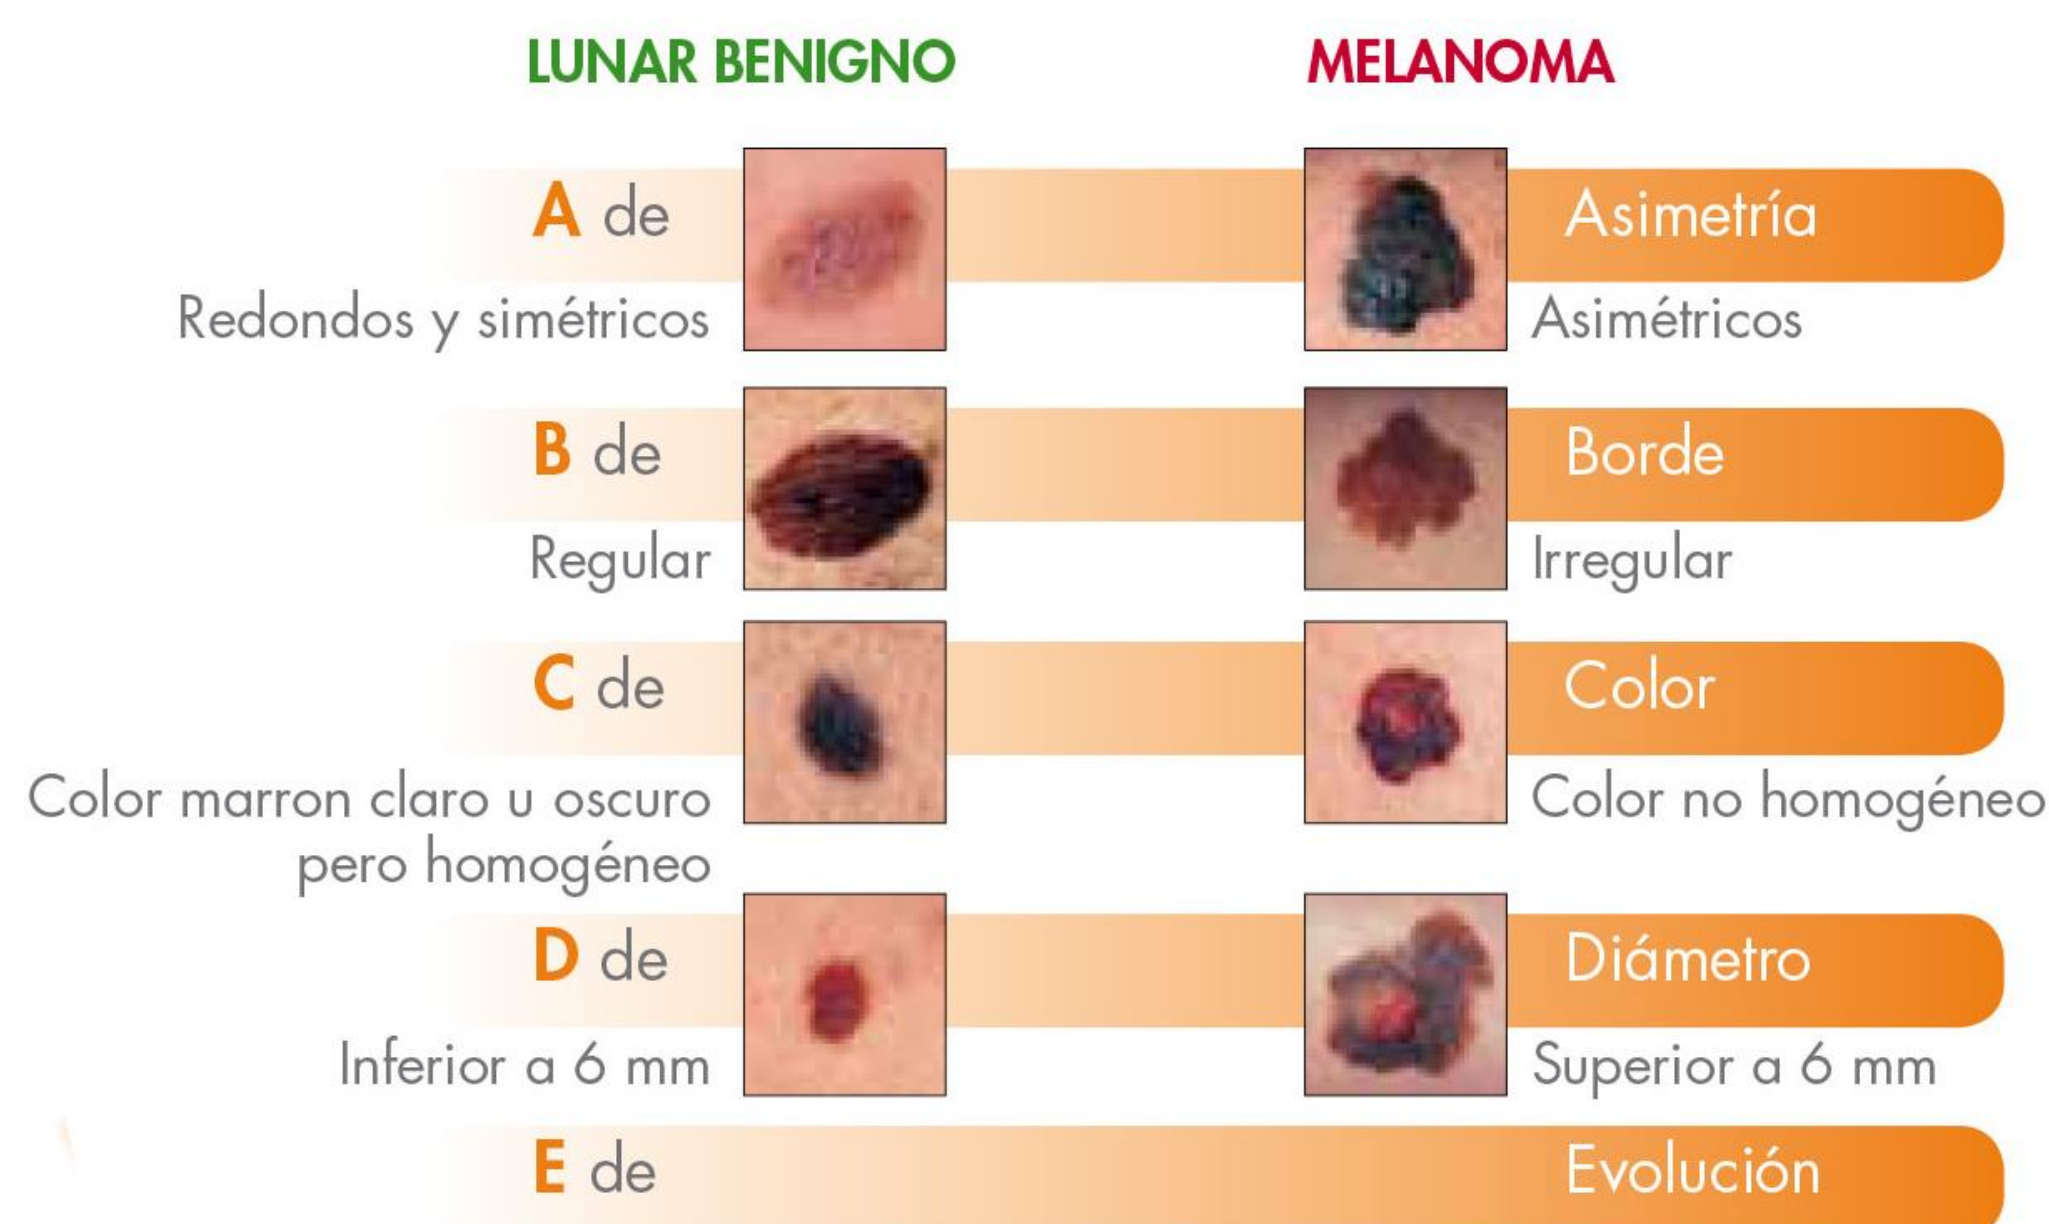 LUNAR BENIGNO MELANOMA
A de Asimetría
Redondos y simétricos Asimétricos
B de Borde
Regular Irregular
C de Color
Color marron claro u oscuro Color no homogéneo
pero homogéneo
D de Diámetro
Inferior a 6 mm Superior a 6 mm
E de Evolución